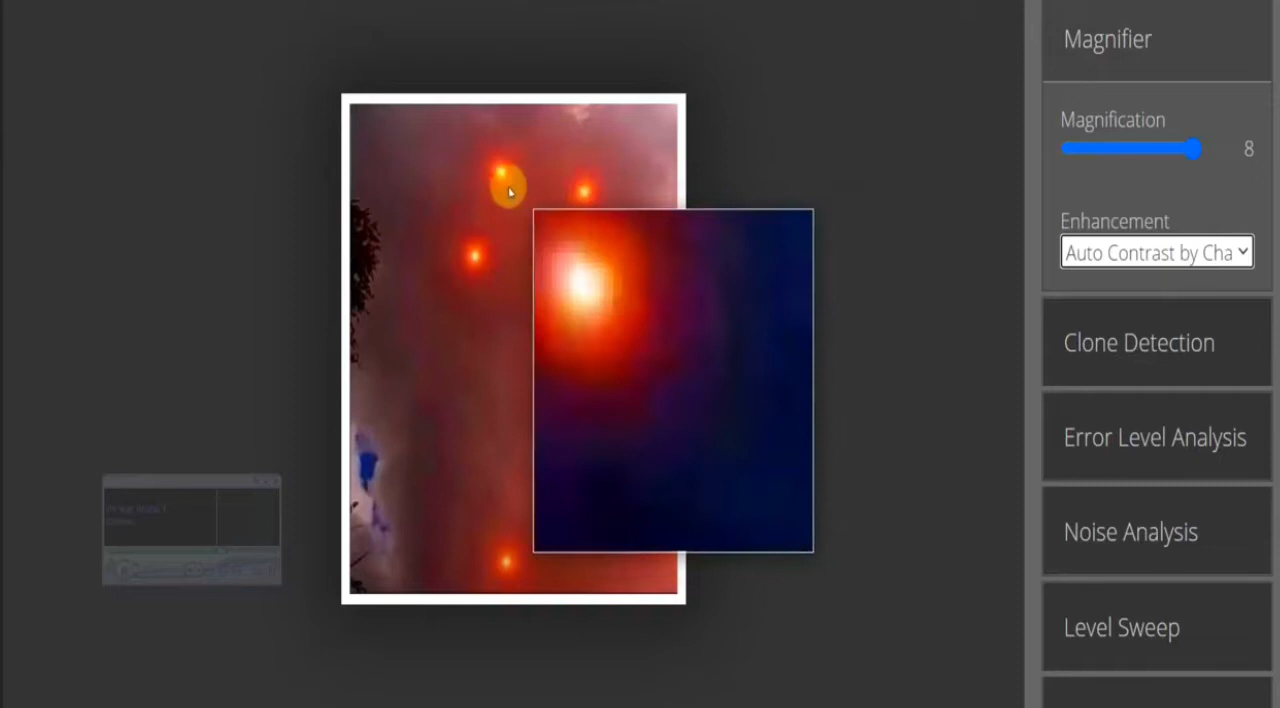 Magnifier
Magnification
8
Enhancement
Auto Contrast by Cha
Clone Detection
Error Level Analysis
Noise Analysis
Level Sweep